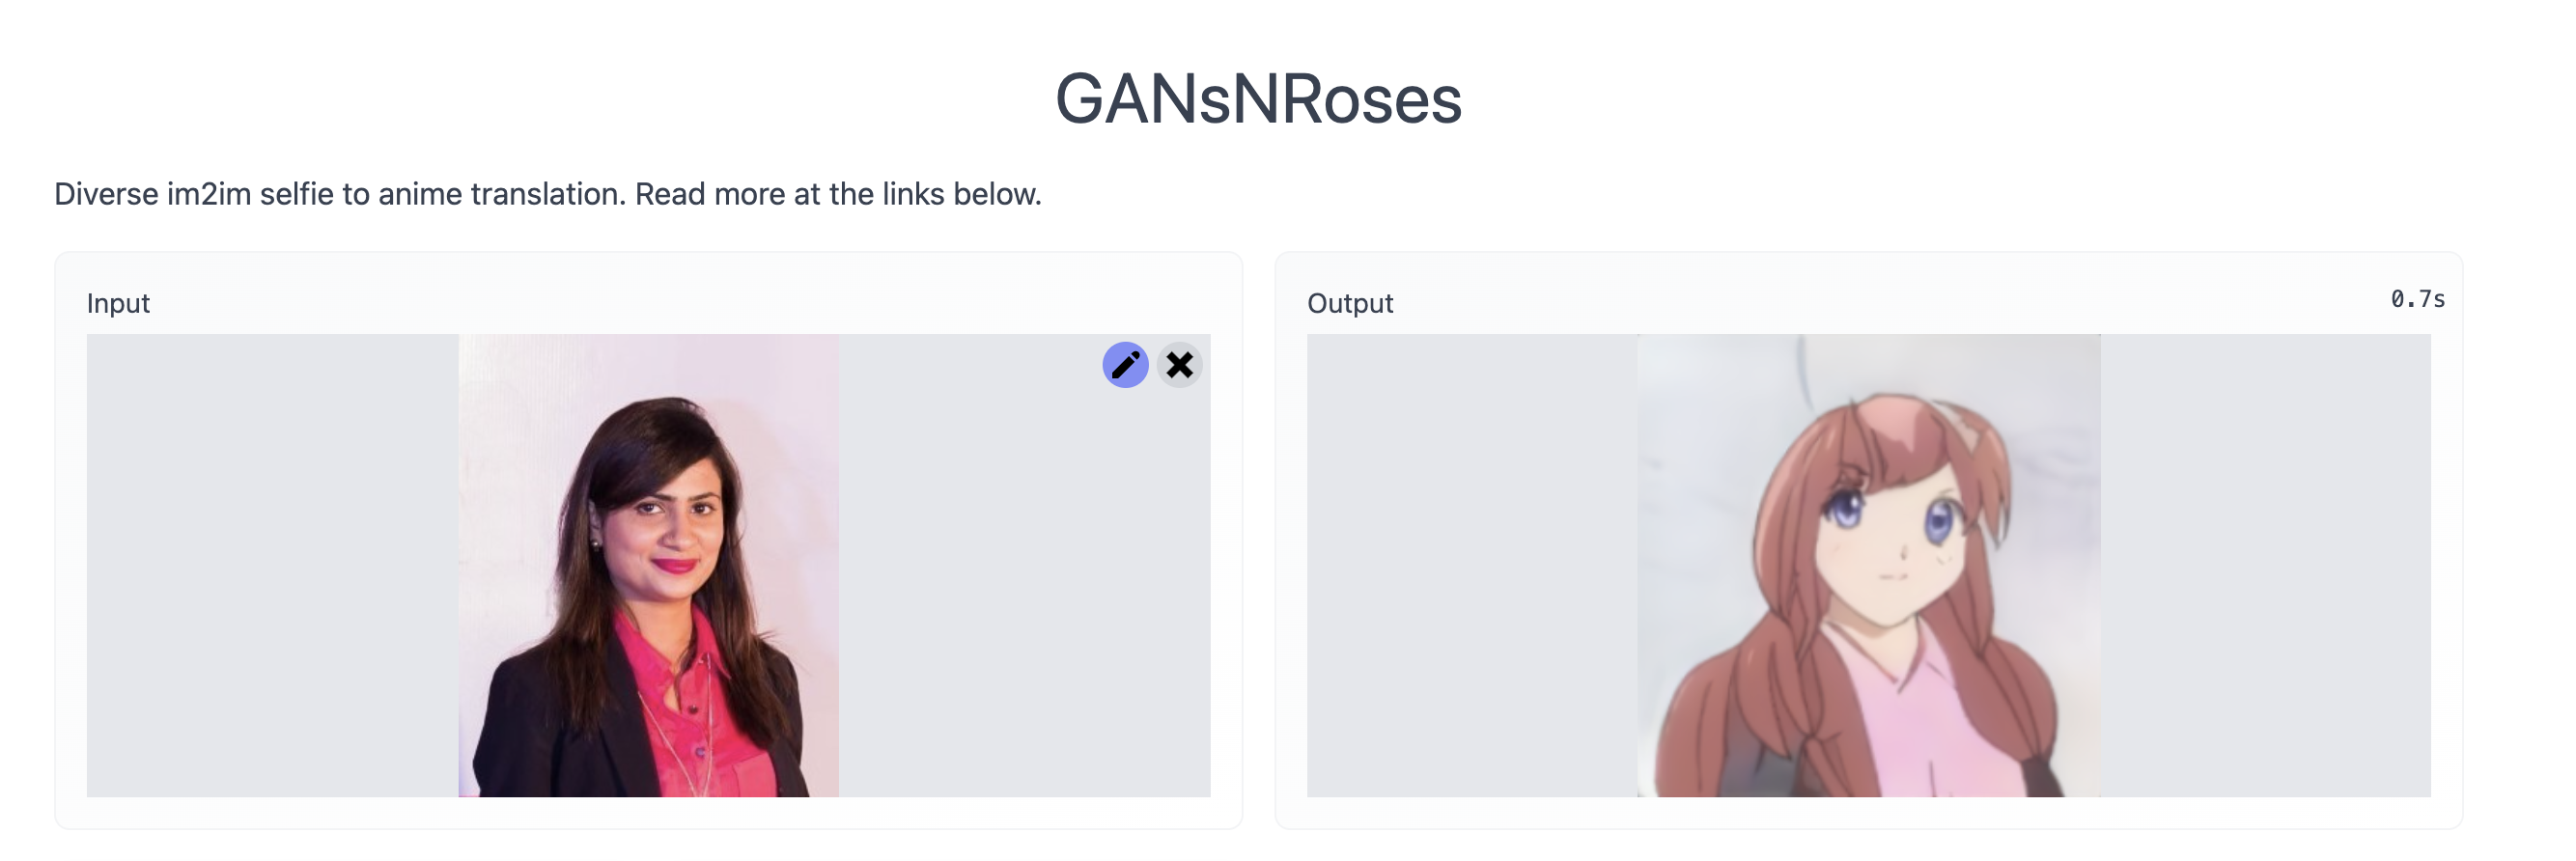 GANsNRoses
Diverse im2im selfie to anime translation. Read more at the links below.
Input
Output
0.7s